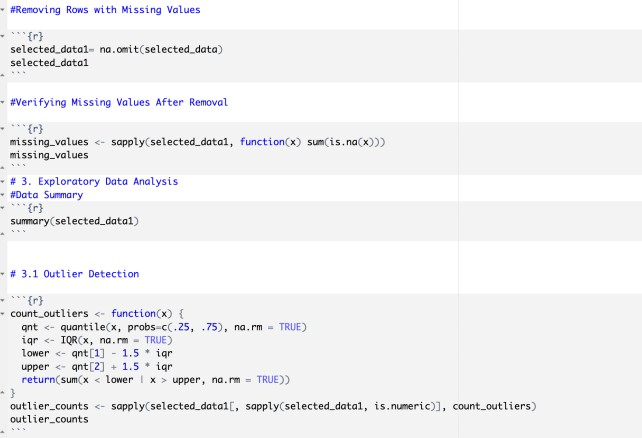 #Removing Rows with Missing Values
```{r}
selected_data1= na.omit(selected_data)
selected_data1
```
#Verifying Missing Values After Removal
```{r}
missing_values <- sapply(selected_data1, function(x) sum(is.na(x)))
missing_values
```
# 3. Exploratory Data Analysis
#Data Summary
```{r}
summary(selected_data1)
```
# 3.1 Outlier Detection
```{r}
count_outliers <- function(x) {
  qnt <- quantile(x, probs=c(.25, .75), na.rm = TRUE)
  iqr <- IQR(x, na.rm = TRUE)
  lower <- qnt[1] - 1.5 * iqr
  upper <- qnt[2] + 1.5 * iqr
  return(sum(x < lower | x > upper, na.rm = TRUE))
}
outlier_counts <- sapply(selected_data1[, sapply(selected_data1, is.numeric)], count_outliers)
outlier_counts
```